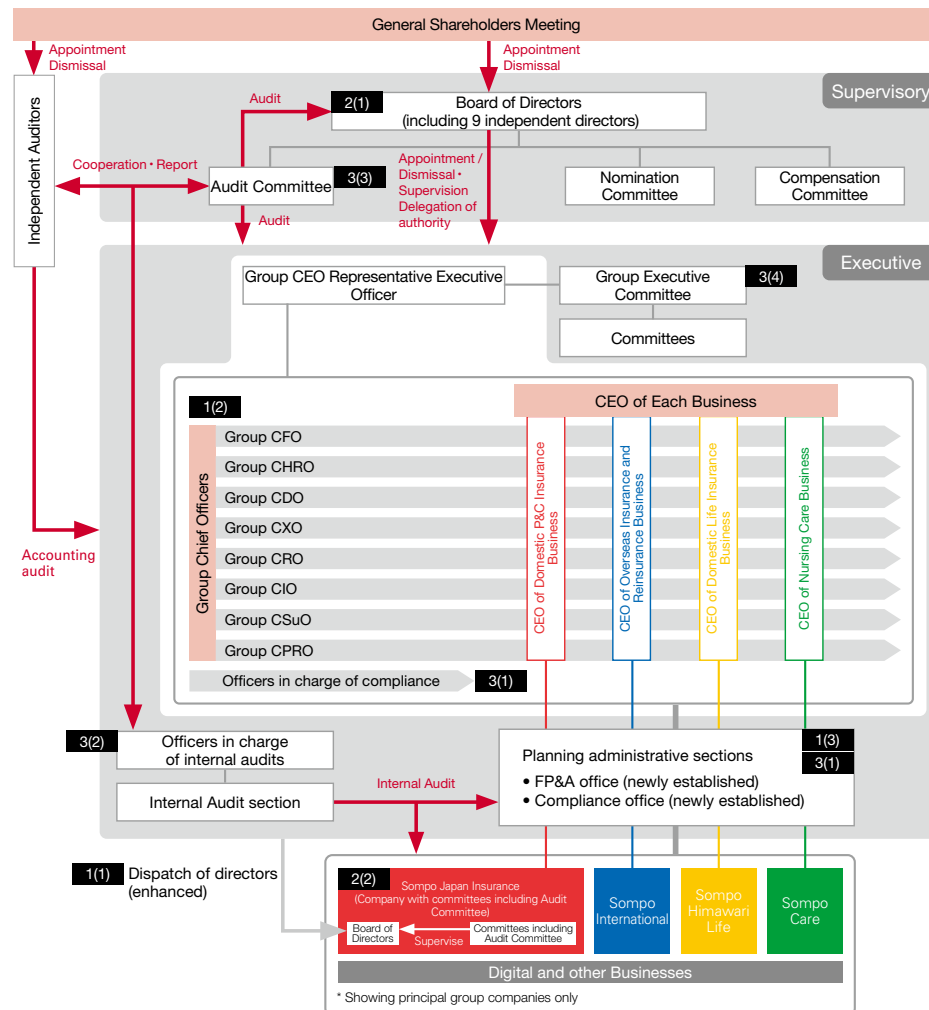 General Shareholders Meeting
Appointment
Dismissal
Appointment
Dismissal
Independent Auditors
Supervisory
Audit
2(1)
Board of Directors
(including 9 independent directors)
Cooperation・Report
Audit Committee
3(3)
Appointment /
Dismissal・
Supervision
Delegation of
authority
Nomination
Committee
Compensation
Committee
Audit
Executive
Group CEO Representative Executive
Officer
Group Executive
Committee
3(4)
Committees
1(2)
CEO of Each Business
Group Chief Officers
Group CFO
Group CHRO
Group CDO
Group CXO
Group CRO
Group CIO
Group CSuO
Group CPRO
CEO of Domestic P&C Insurance
Business
CEO of Overseas Insurance and
Reinsurance Business
CEO of Domestic Life Insurance
Business
CEO of Nursing Care Business
Accounting
audit
Officers in charge of compliance
3(1)
3(2)
Officers in charge
of internal audits
Internal Audit section
Internal Audit
1(3)
3(1)
Planning administrative sections
• FP&A office (newly established)
• Compliance office (newly established)
1(1)
Dispatch of directors
(enhanced)
2(2)
Sompo Japan Insurance
(Company with committees including Audit
Committee)
Board of
Directors
Supervise
Committees including
Audit Committee
Sompo
International
Sompo
Himawari
Life
Sompo
Care
Digital and other Businesses
* Showing principal group companies only